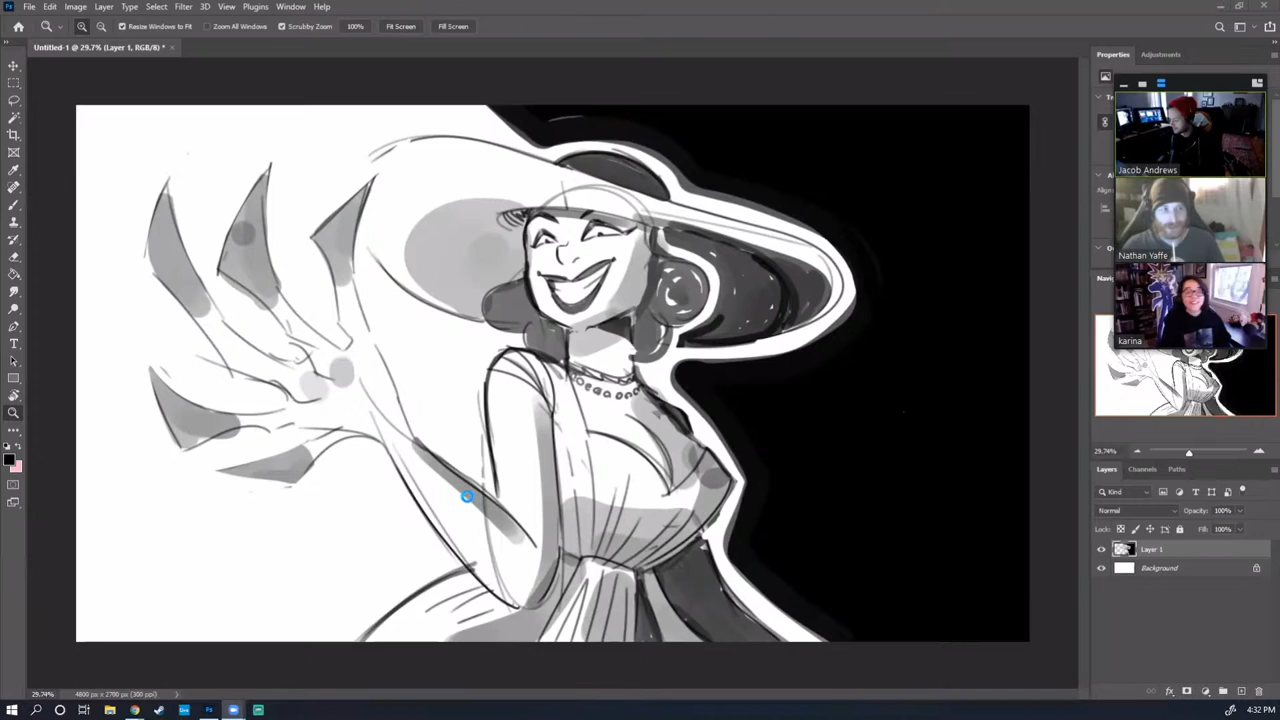 File Edit Image Layer Type Select Filter 3D View Plugins Window Help
Resize Windows to Fit Zoom All Windows Scrubby Zoom 100% Fit Screen Fill Screen
Untitled-1 @ 29.7% (Layer 1, RGB/8) *
Properties Adjustments
Jacob Andrews
Nathan Yaffe
karina
29.74%
Layers Channels Paths
Kind
Normal Opacity: 100%
Lock: Fill: 100%
Layer 1
Background
29.74% 4800 px x 2700 px (300 ppi)
4:32 PM